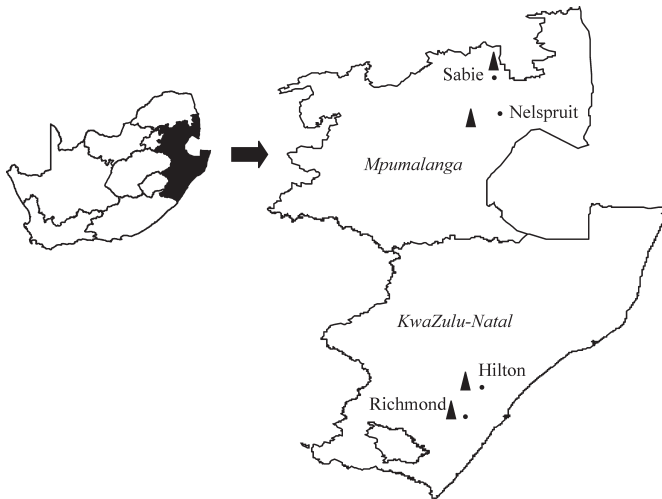 Sabie
Nelspruit
Mpumalanga
KwaZulu-Natal
Hilton
Richmond